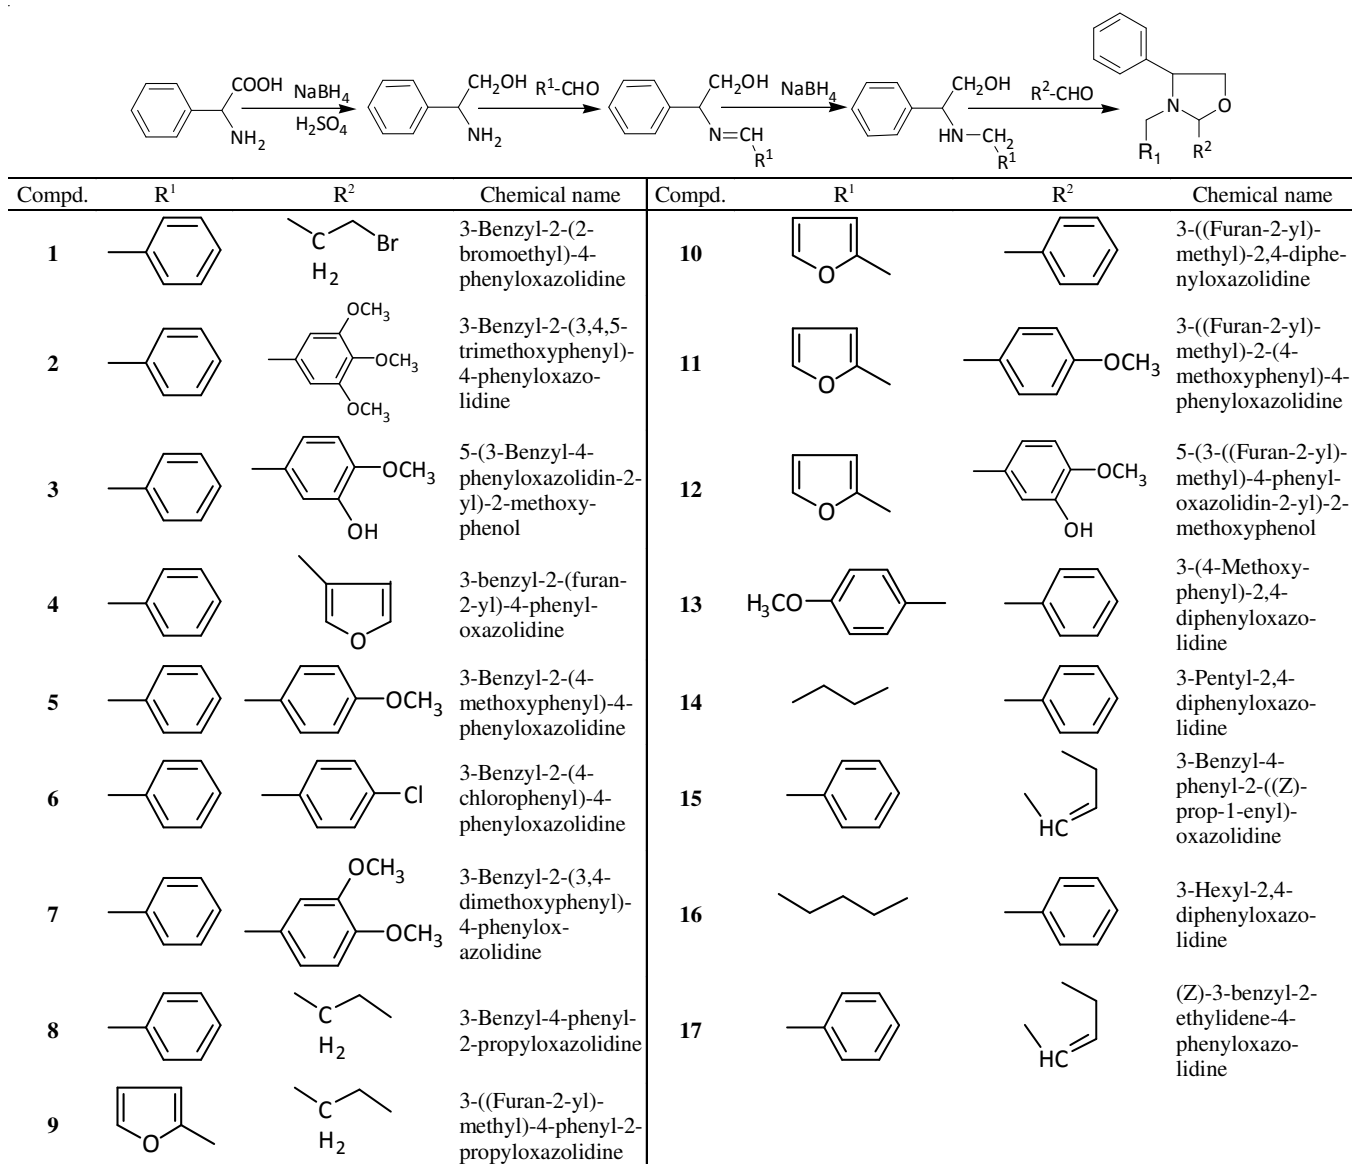 COOH
NH₂
NaBH₄
H₂SO₄
CH₂OH
NH₂
R¹-CHO
CH₂OH
N=CH
R¹
NaBH₄
CH₂OH
HN-CH₂
R¹
R²-CHO
N
O
R₁
R²
Compd. R¹ R² Chemical name Compd. R¹ R² Chemical name
1
C
H₂
Br
3-Benzyl-2-(2-
bromoethyl)-4-
phenyloxazolidine
10
O
3-((Furan-2-yl)-
methyl)-2,4-diphe-
nyloxazolidine
2
OCH₃
OCH₃
OCH₃
3-Benzyl-2-(3,4,5-
trimethoxyphenyl)-
4-phenyloxazo-
lidine
11
O
OCH₃
3-((Furan-2-yl)-
methyl)-2-(4-
methoxyphenyl)-4-
phenyloxazolidine
3
OCH₃
OH
5-(3-Benzyl-4-
phenyloxazolidin-2-
yl)-2-methoxy-
phenol
12
O
OCH₃
OH
5-(3-((Furan-2-yl)-
methyl)-4-phenyl-
oxazolidin-2-yl)-2-
methoxyphenol
4
O
3-benzyl-2-(furan-
2-yl)-4-phenyl-
oxazolidine
13
H₃CO
3-(4-Methoxy-
phenyl)-2,4-
diphenyloxazo-
lidine
5
OCH₃
3-Benzyl-2-(4-
methoxyphenyl)-4-
phenyloxazolidine
14
3-Pentyl-2,4-
diphenyloxazo-
lidine
6
Cl
3-Benzyl-2-(4-
chlorophenyl)-4-
phenyloxazolidine
15
HC
3-Benzyl-4-
phenyl-2-((Z)-
prop-1-enyl)-
oxazolidine
7
OCH₃
OCH₃
3-Benzyl-2-(3,4-
dimethoxyphenyl)-
4-phenylox-
azolidine
16
3-Hexyl-2,4-
diphenyloxazo-
lidine
8
C
H₂
3-Benzyl-4-phenyl-
2-propyloxazolidine
17
HC
(Z)-3-benzyl-2-
ethylidene-4-
phenyloxazo-
lidine
9
O
C
H₂
3-((Furan-2-yl)-
methyl)-4-phenyl-2-
propyloxazolidine